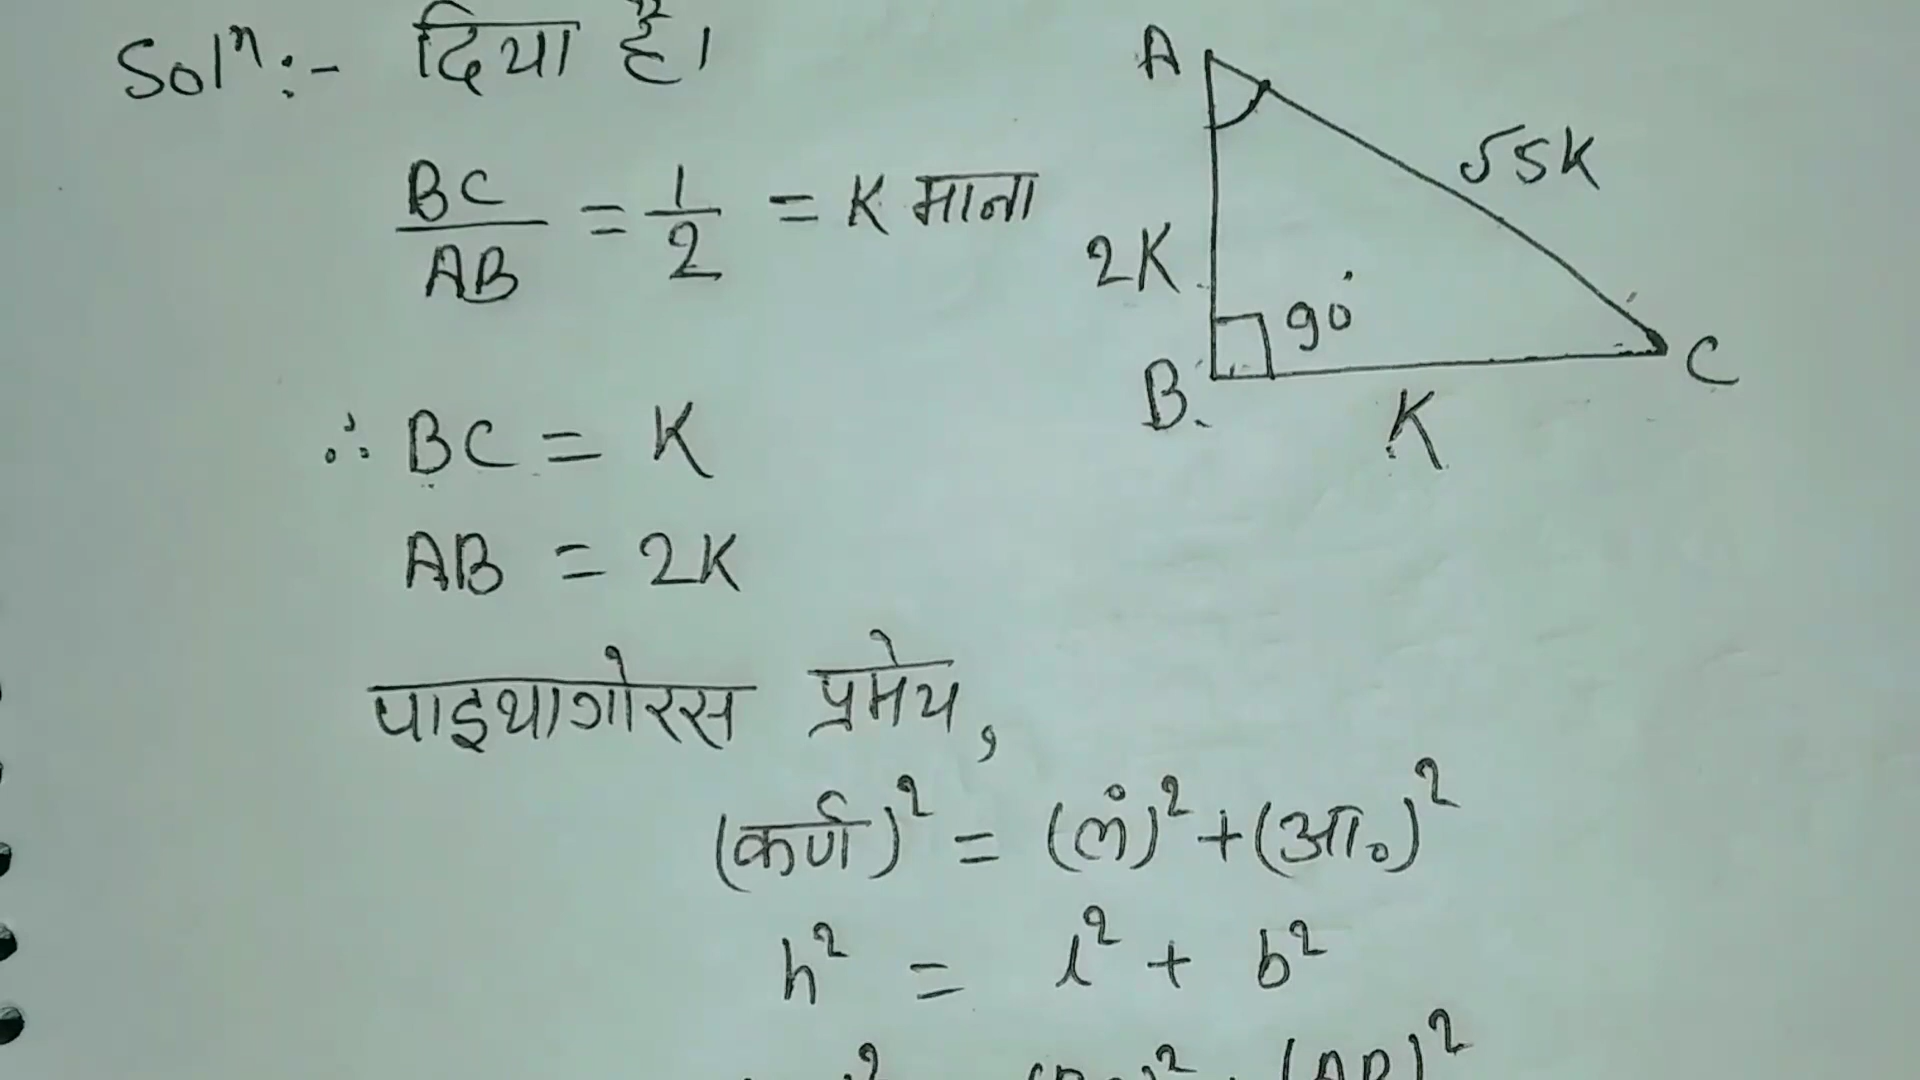 Solⁿ:- दिया है।
BC/AB = 1/2 = K माना
∴ BC = K
AB = 2K
पाइथागोरस प्रमेय,
(कर्ण)² = (लं)² + (आ०)²
h² = l² + b²
A
√5K
2K
90°
B
C
K